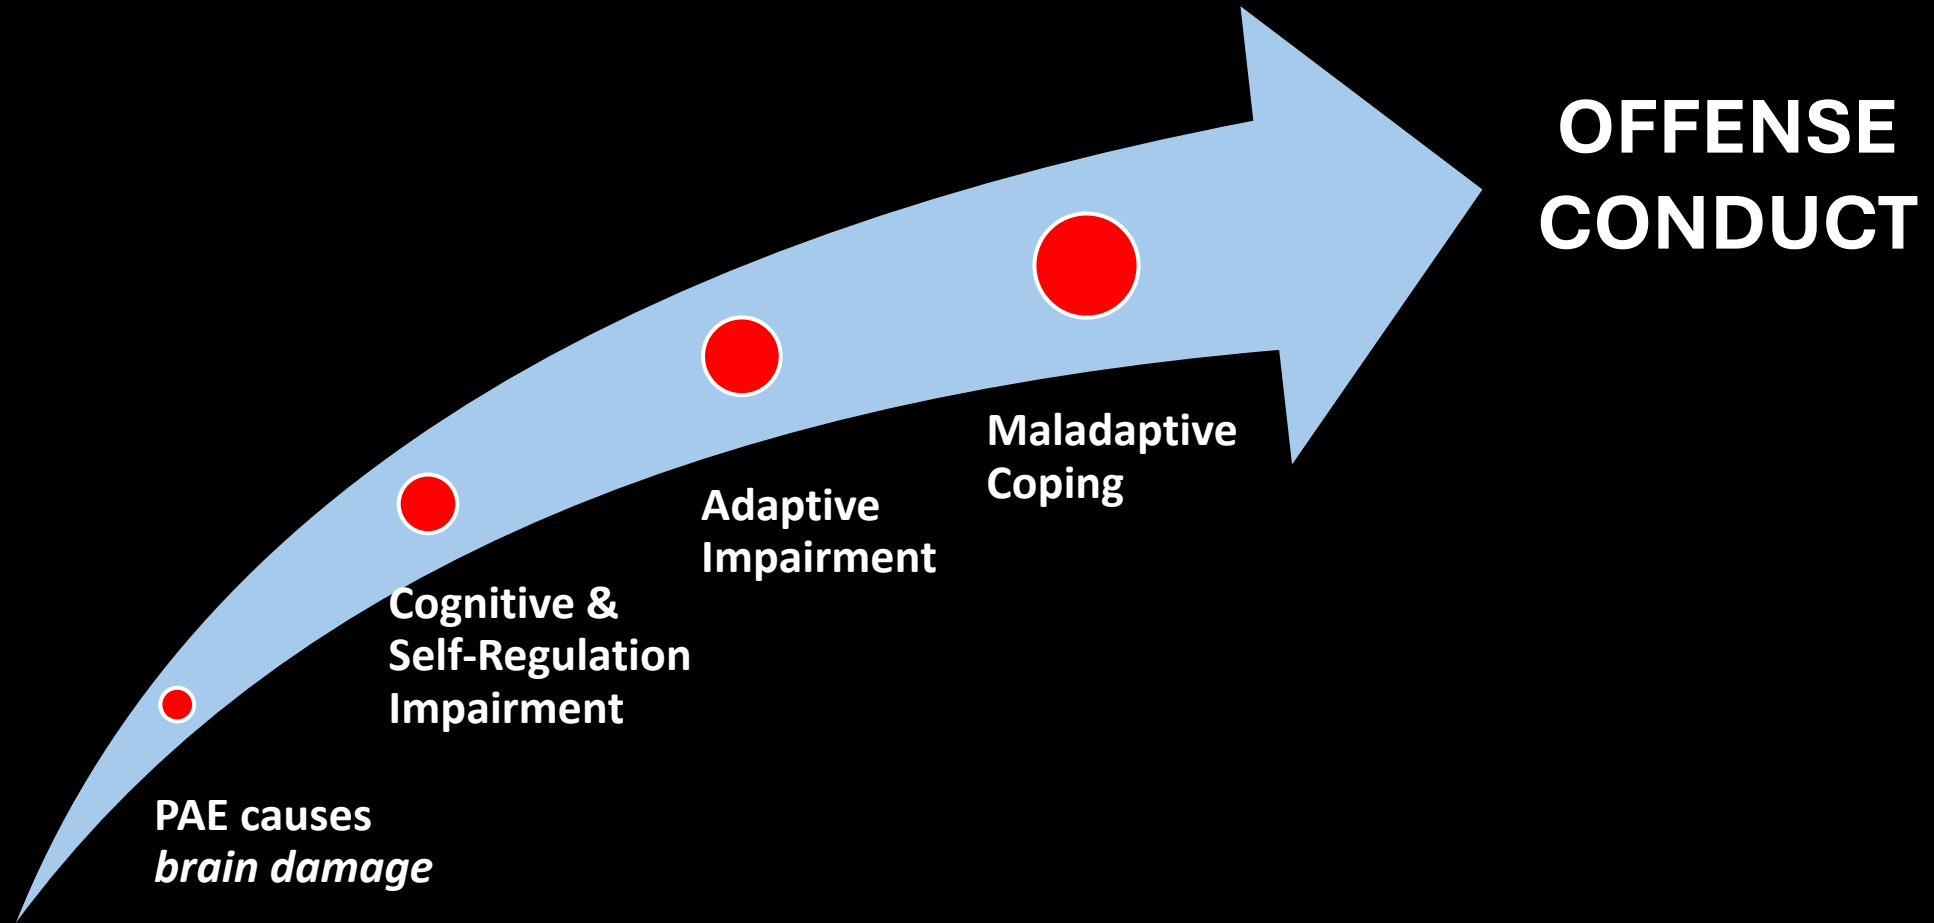 OFFENSE
CONDUCT
Maladaptive
Coping
Adaptive
Impairment
Cognitive &
Self-Regulation
Impairment
PAE causes
brain damage